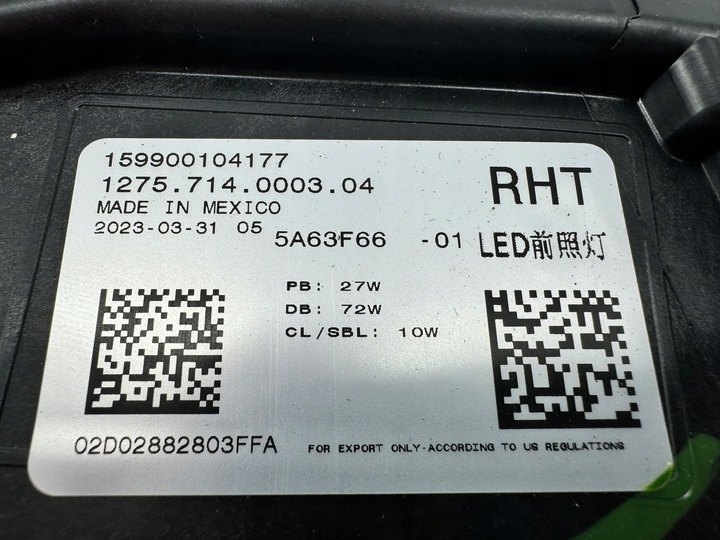 159900104177
1275.714.0003.04
RHT
MADE IN MEXICO
2023-03-31 05
5A63F66 -01 LED前照灯
PB: 27W
DB: 72W
CL/SBL: 10W
02D02882803FFA
FOR EXPORT ONLY-ACCORDING TO US REGULATIONS